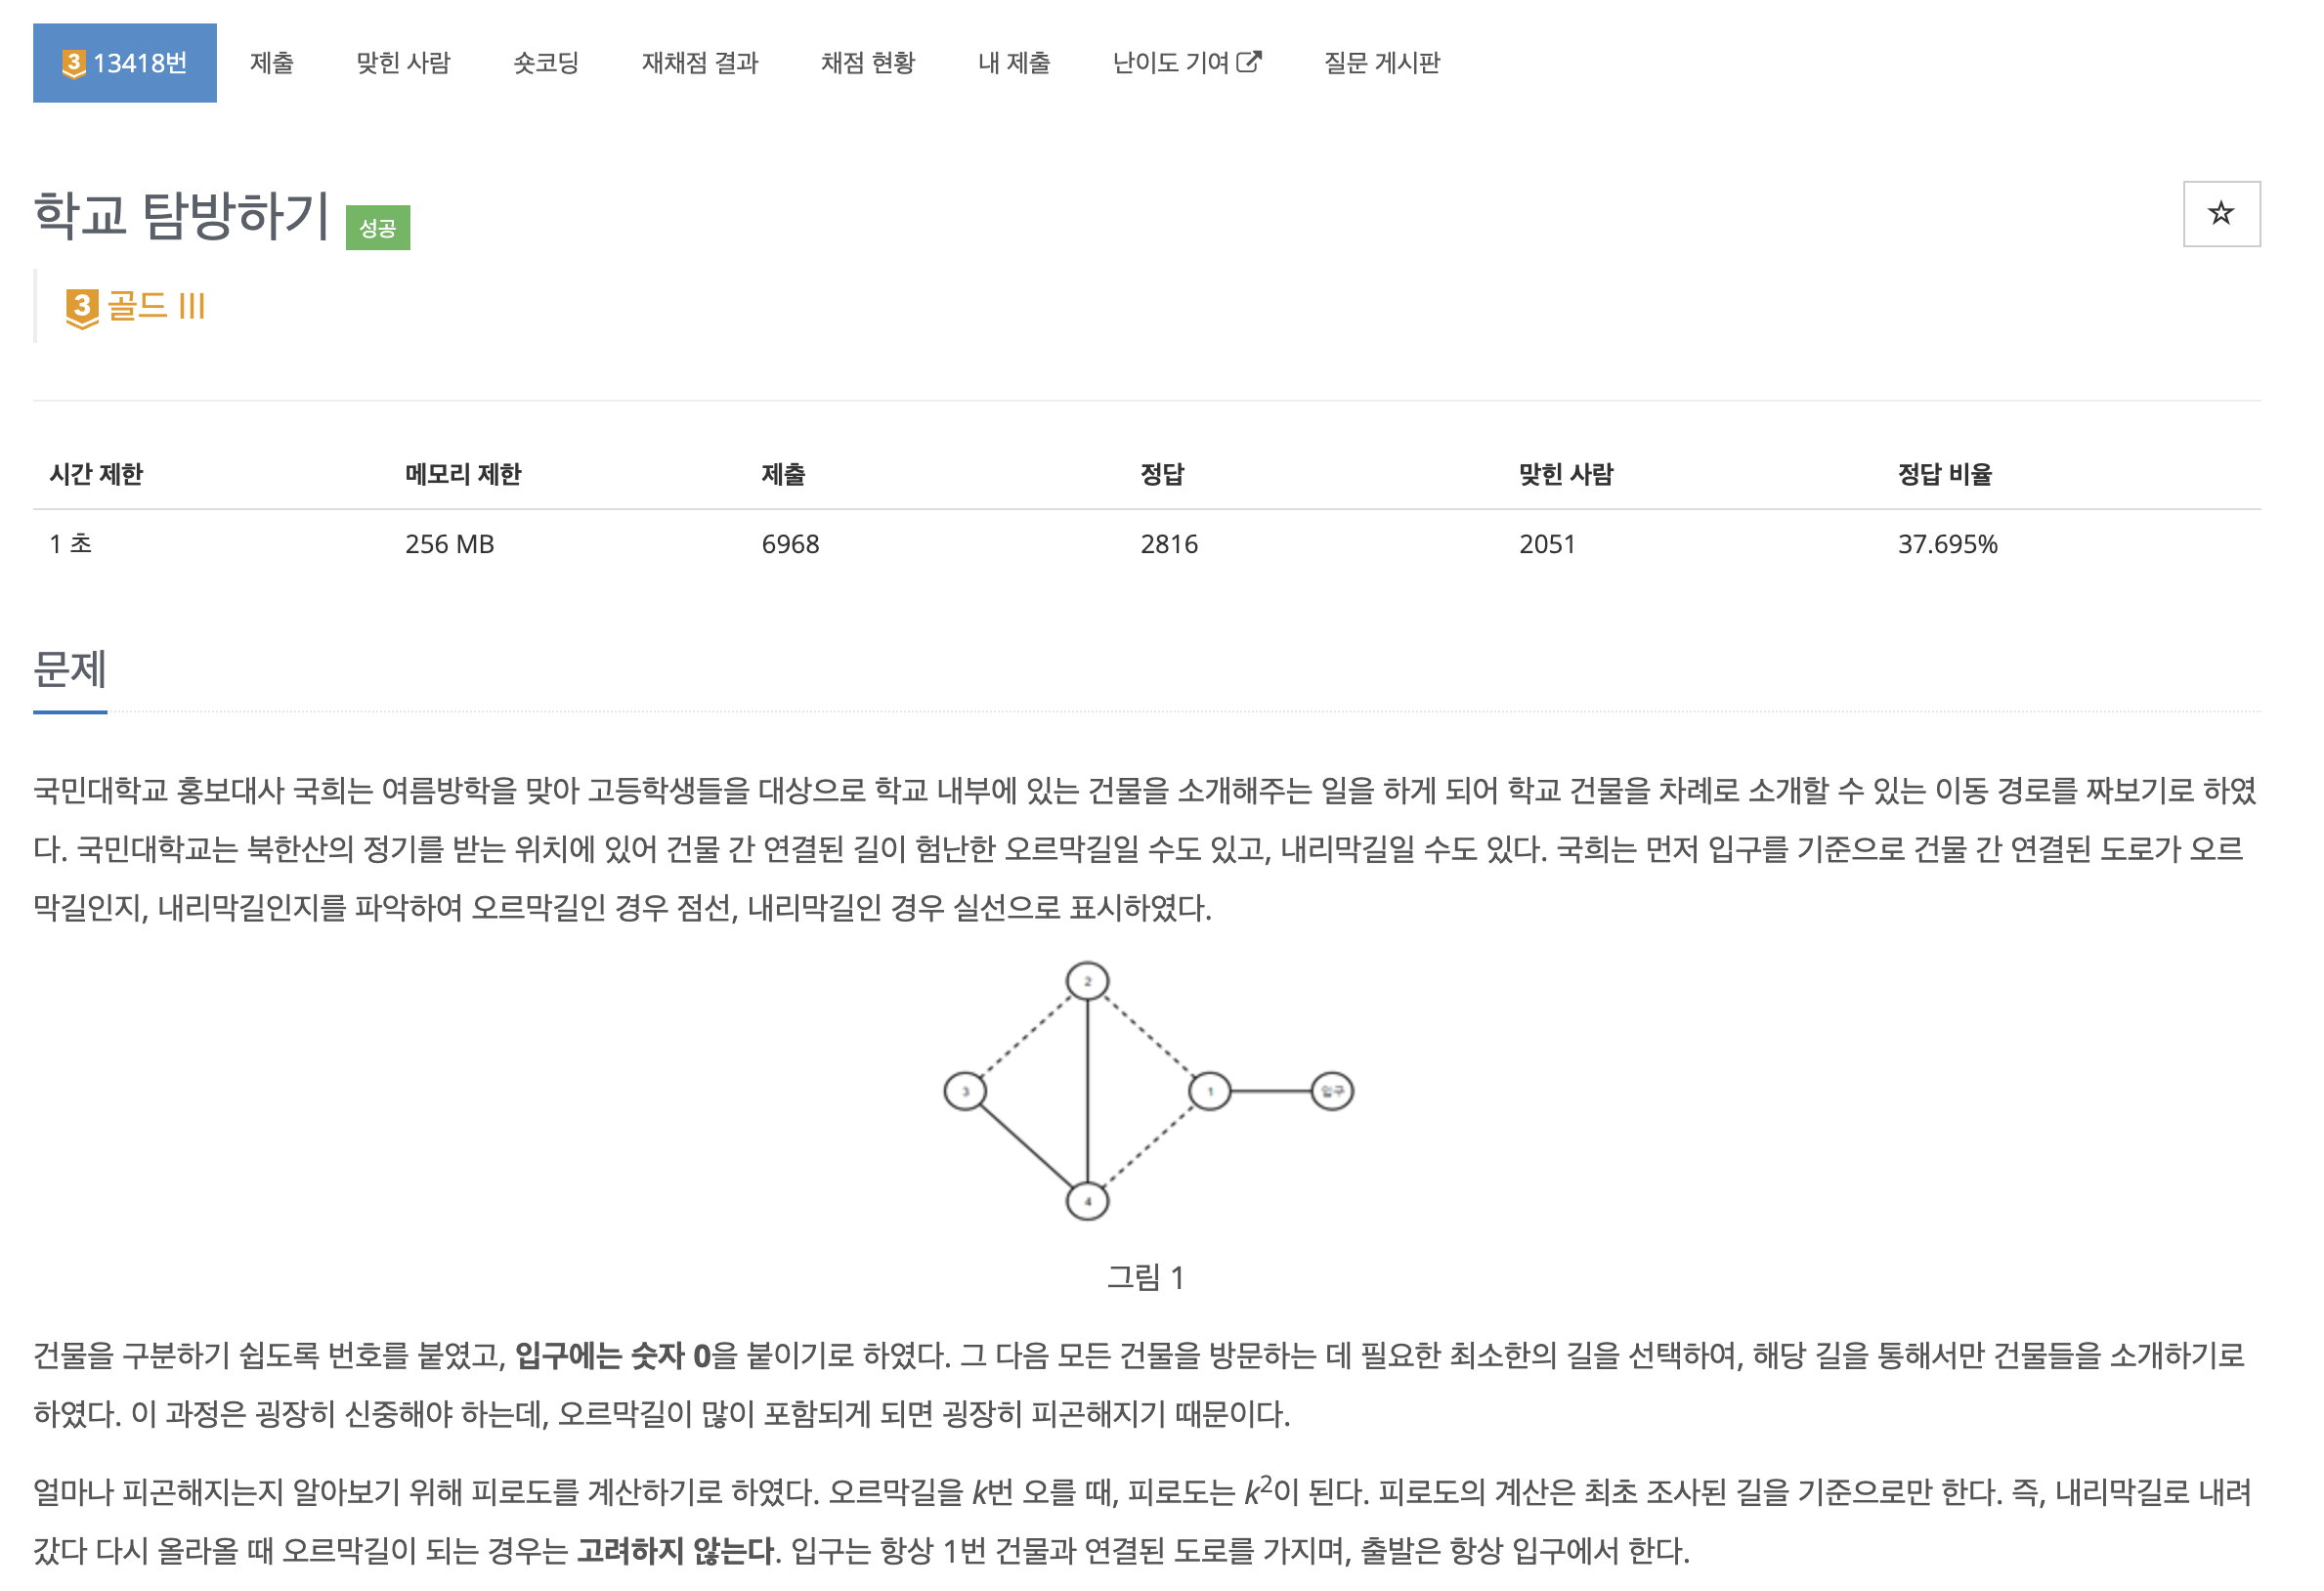 3 13418번 제출 맞힌 사람 숏코딩 재채점 결과 채점 현황 내 제출 난이도 기여 질문 게시판
학교 탐방하기 성공
3 골드 III
시간 제한 메모리 제한 제출 정답 맞힌 사람 정답 비율
1 초 256 MB 6968 2816 2051 37.695%
문제
국민대학교 홍보대사 국희는 여름방학을 맞아 고등학생들을 대상으로 학교 내부에 있는 건물을 소개해주는 일을 하게 되어 학교 건물을 차례로 소개할 수 있는 이동 경로를 짜보기로 하였
다. 국민대학교는 북한산의 정기를 받는 위치에 있어 건물 간 연결된 길이 험난한 오르막길일 수도 있고, 내리막길일 수도 있다. 국희는 먼저 입구를 기준으로 건물 간 연결된 도로가 오르
막길인지, 내리막길인지를 파악하여 오르막길인 경우 점선, 내리막길인 경우 실선으로 표시하였다.
2
3 1 입구
4
그림 1
건물을 구분하기 쉽도록 번호를 붙였고, 입구에는 숫자 0을 붙이기로 하였다. 그 다음 모든 건물을 방문하는 데 필요한 최소한의 길을 선택하여, 해당 길을 통해서만 건물들을 소개하기로
하였다. 이 과정은 굉장히 신중해야 하는데, 오르막길이 많이 포함되게 되면 굉장히 피곤해지기 때문이다.
얼마나 피곤해지는지 알아보기 위해 피로도를 계산하기로 하였다. 오르막길을 k번 오를 때, 피로도는 k²이 된다. 피로도의 계산은 최초 조사된 길을 기준으로만 한다. 즉, 내리막길로 내려
갔다 다시 올라올 때 오르막길이 되는 경우는 고려하지 않는다. 입구는 항상 1번 건물과 연결된 도로를 가지며, 출발은 항상 입구에서 한다.